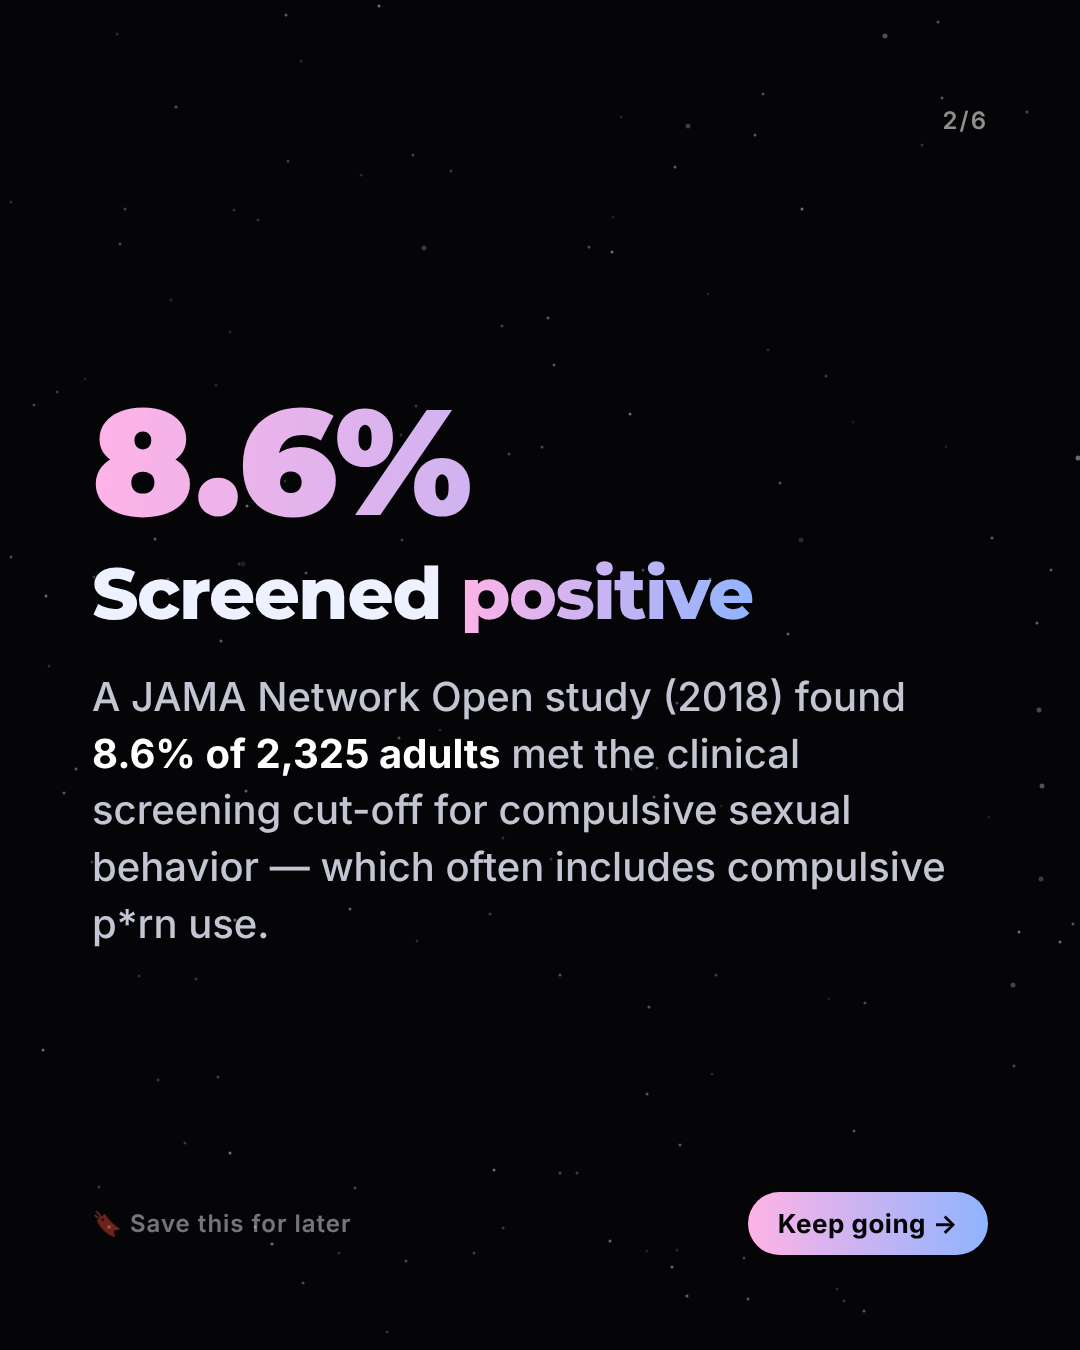 2/6
8.6%
Screened positive
A JAMA Network Open study (2018) found
8.6% of 2,325 adults met the clinical
screening cut-off for compulsive sexual
behavior — which often includes compulsive
p*rn use.
🔖 Save this for later
Keep going →